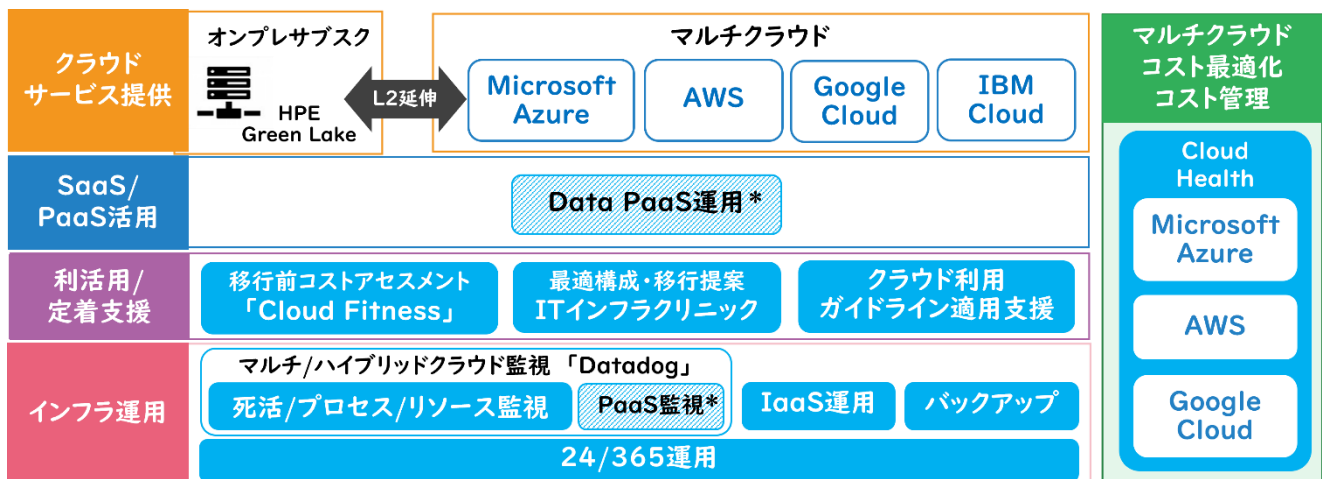 クラウド
サービス提供
オンプレサブスク
HPE
Green Lake
L2延伸
マルチクラウド
Microsoft
Azure
AWS
Google
Cloud
IBM
Cloud
SaaS/
PaaS活用
Data PaaS運用*
利活用/
定着支援
移行前コストアセスメント
「Cloud Fitness」
最適構成・移行提案
ITインフラクリニック
クラウド利用
ガイドライン適用支援
インフラ運用
マルチ/ハイブリッドクラウド監視 「Datadog」
死活/プロセス/リソース監視
PaaS監視*
IaaS運用
バックアップ
24/365運用
マルチクラウド
コスト最適化
コスト管理
Cloud
Health
Microsoft
Azure
AWS
Google
Cloud